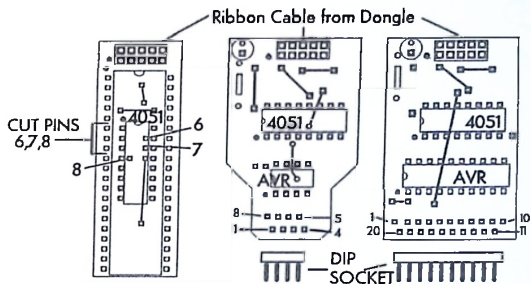 Ribbon Cable from Dongle
4051
4051
4051
CUT PINS
6,7,8
6
7
8
AVR
AVR
8
5
1
4
1
10
20
11
DIP
SOCKET